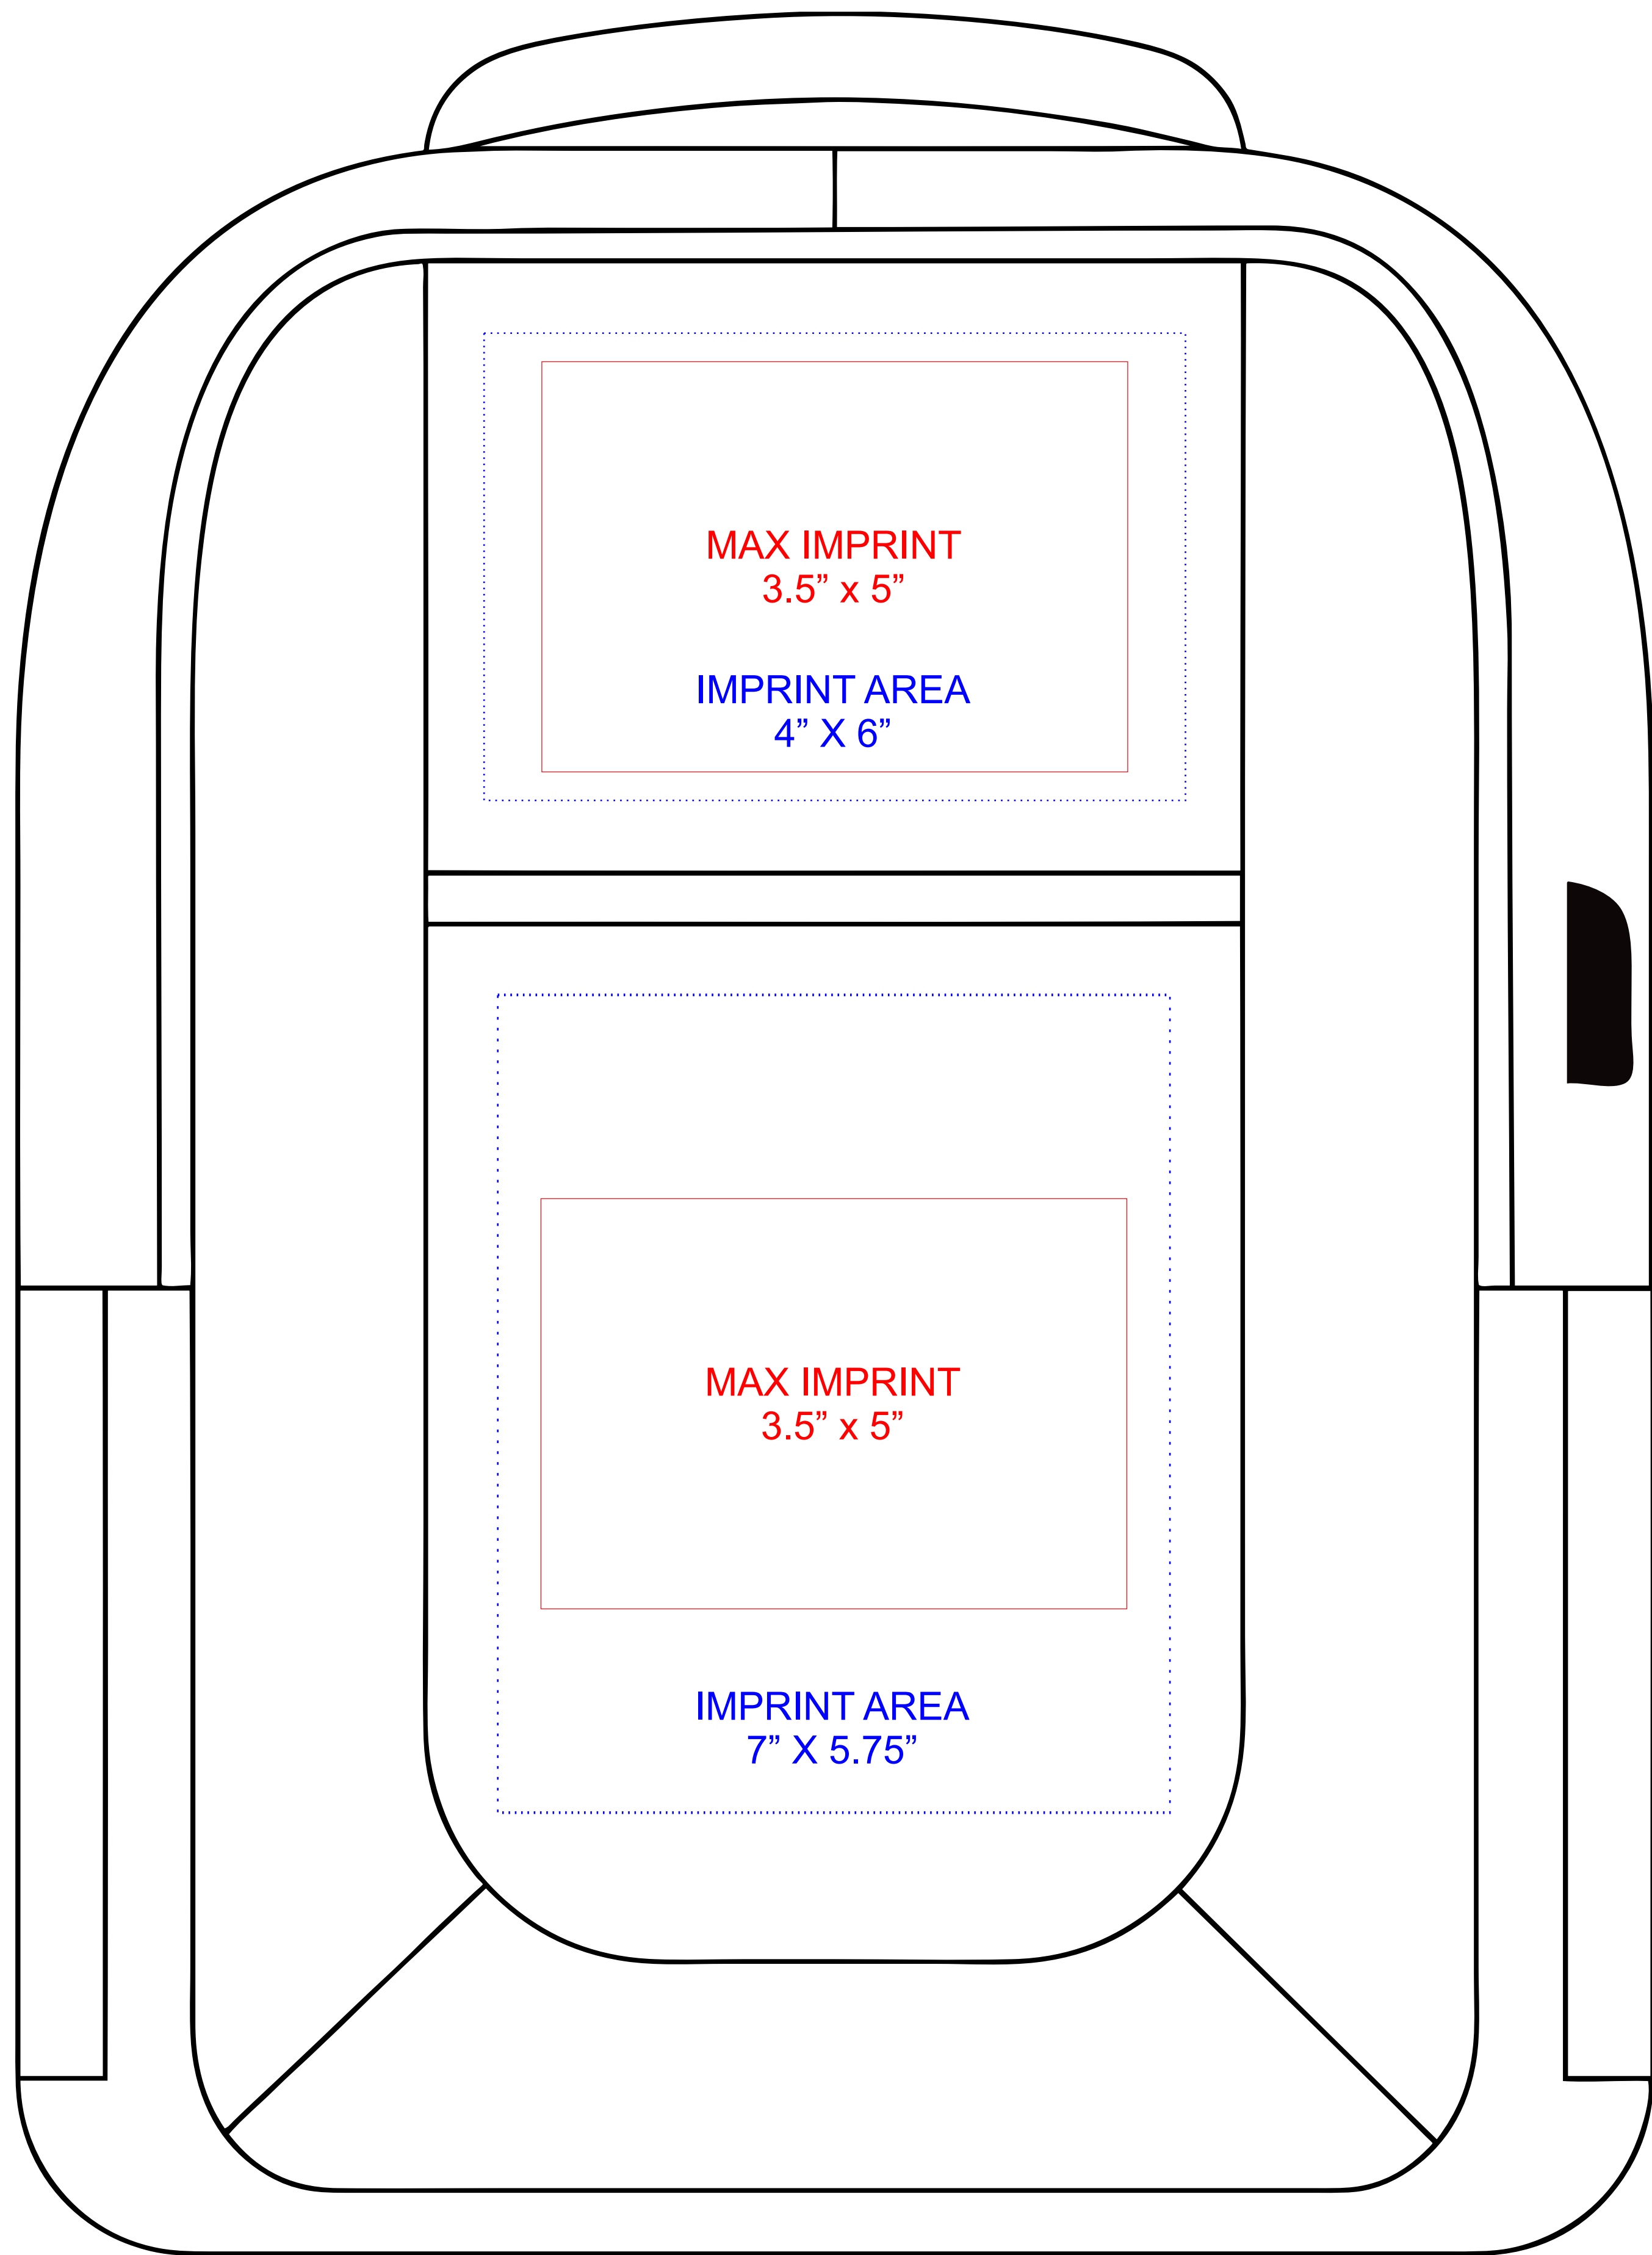 MAX IMPRINT
3.5” x 5”
IMPRINT AREA
4” X 6”
MAX IMPRINT
3.5” x 5”
IMPRINT AREA
7” X 5.75”